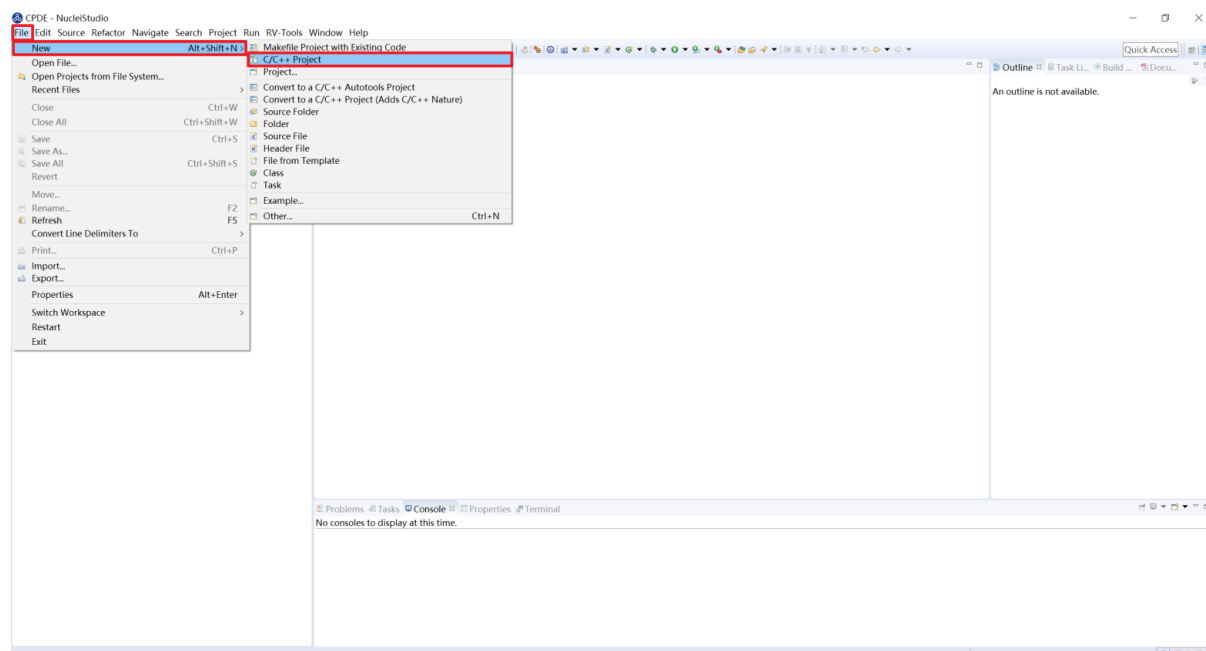 CPDE - NucleiStudio
File Edit Source Refactor Navigate Search Project Run RV-Tools Window Help
New Alt+Shift+N >
Open File...
Open Projects from File System...
Recent Files >
Close Ctrl+W
Close All Ctrl+Shift+W
Save Ctrl+S
Save As...
Save All Ctrl+Shift+S
Revert
Move...
Rename... F2
Refresh F5
Convert Line Delimiters To >
Print... Ctrl+P
Import...
Export...
Properties Alt+Enter
Switch Workspace >
Restart
Exit
Makefile Project with Existing Code
C/C++ Project
Project...
Convert to a C/C++ Autotools Project
Convert to a C/C++ Project (Adds C/C++ Nature)
Source Folder
Folder
Source File
Header File
File from Template
Class
Task
Example...
Other... Ctrl+N
Quick Access
Outline Task Li... Build ... Docu...
An outline is not available.
Problems Tasks Console Properties Terminal
No consoles to display at this time.